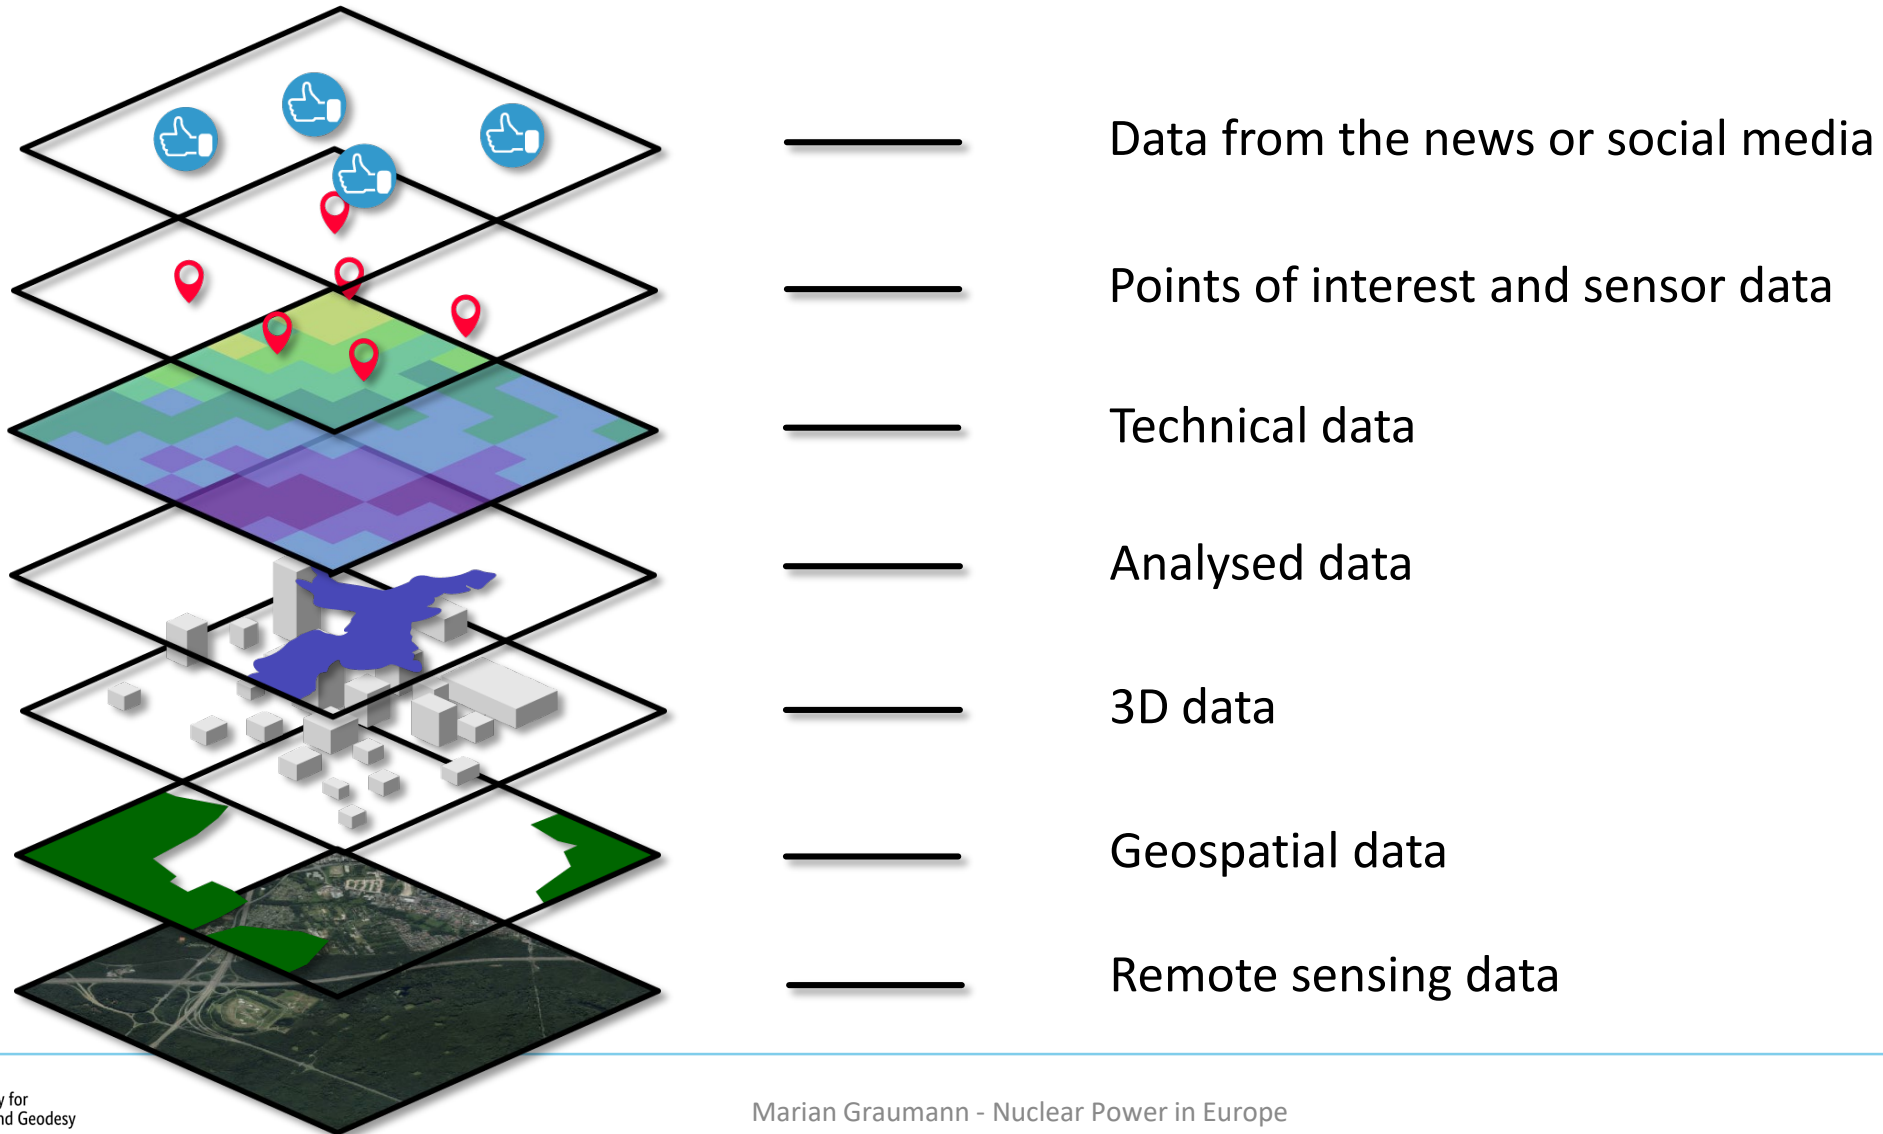 Data from the news or social media
Points of interest and sensor data
Technical data
Analysed data
3D data
Geospatial data
Remote sensing data
y for
nd Geodesy
Marian Graumann - Nuclear Power in Europe